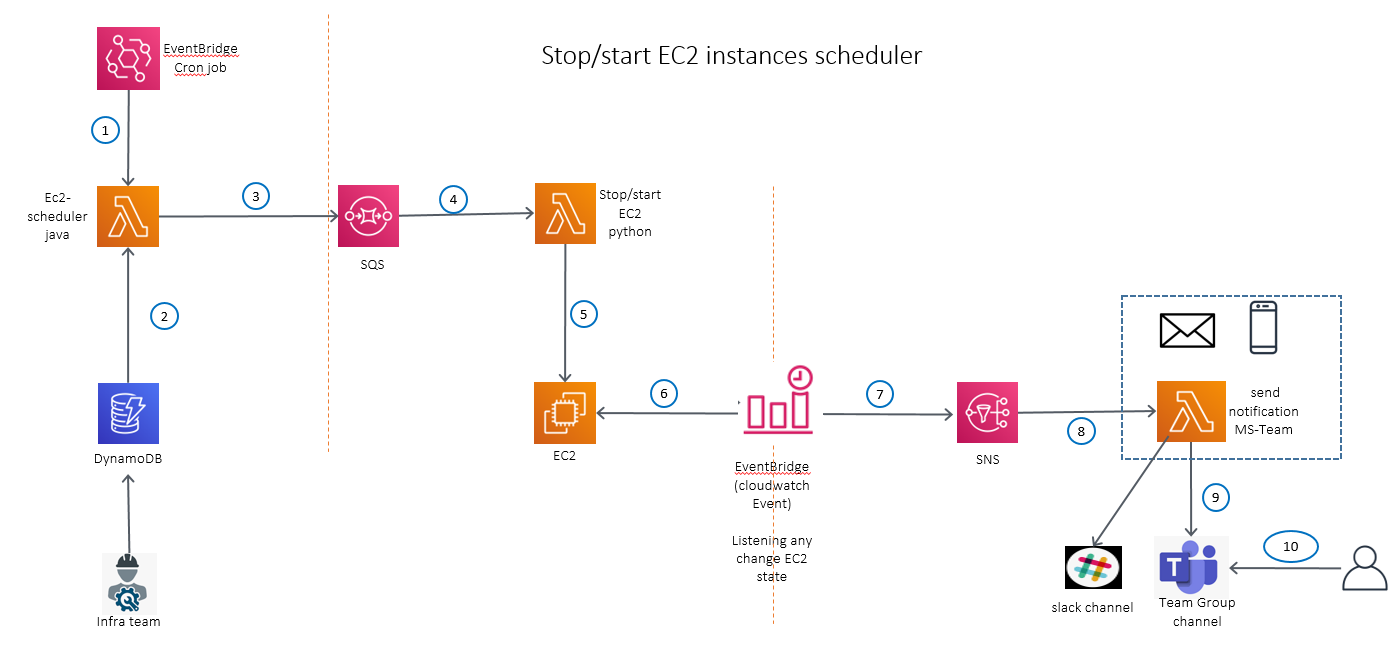 Stop/start EC2 instances scheduler
EventBridge
Cron job
1
Ec2-
scheduler
java
3
SQS
4
Stop/start
EC2
python
2
5
DynamoDB
EC2
6
EventBridge
(cloudwatch
Event)
Listening any
change EC2
state
7
SNS
8
send
notification
MS-Team
9
10
T
slack channel
Team Group
channel
Infra team